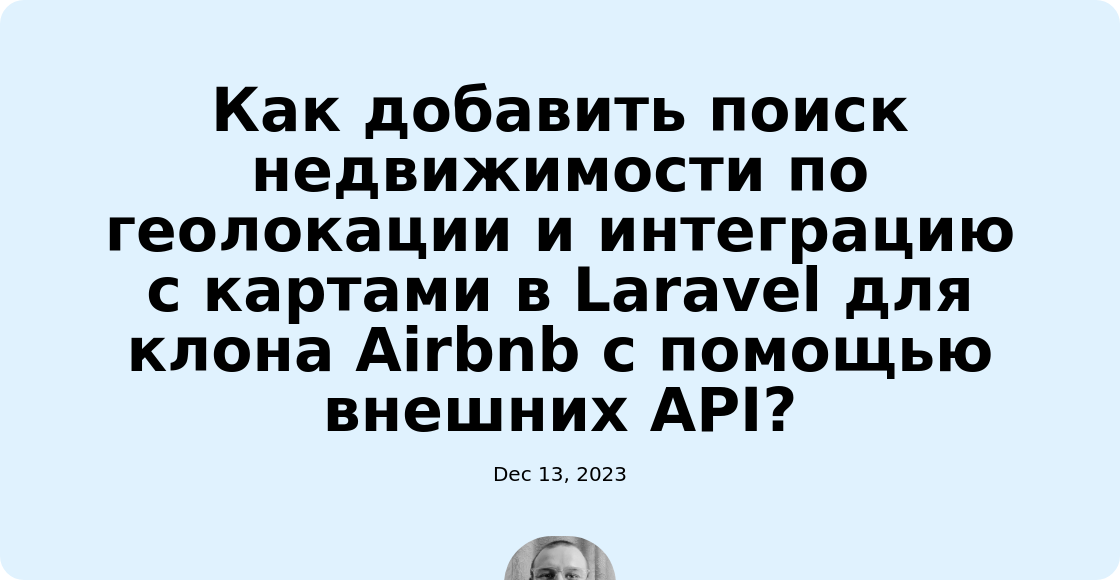 Как добавить поиск
недвижимости по
геолокации и интеграцию
с картами в Laravel для
клона Airbnb с помощью
внешних API?
Dec 13, 2023